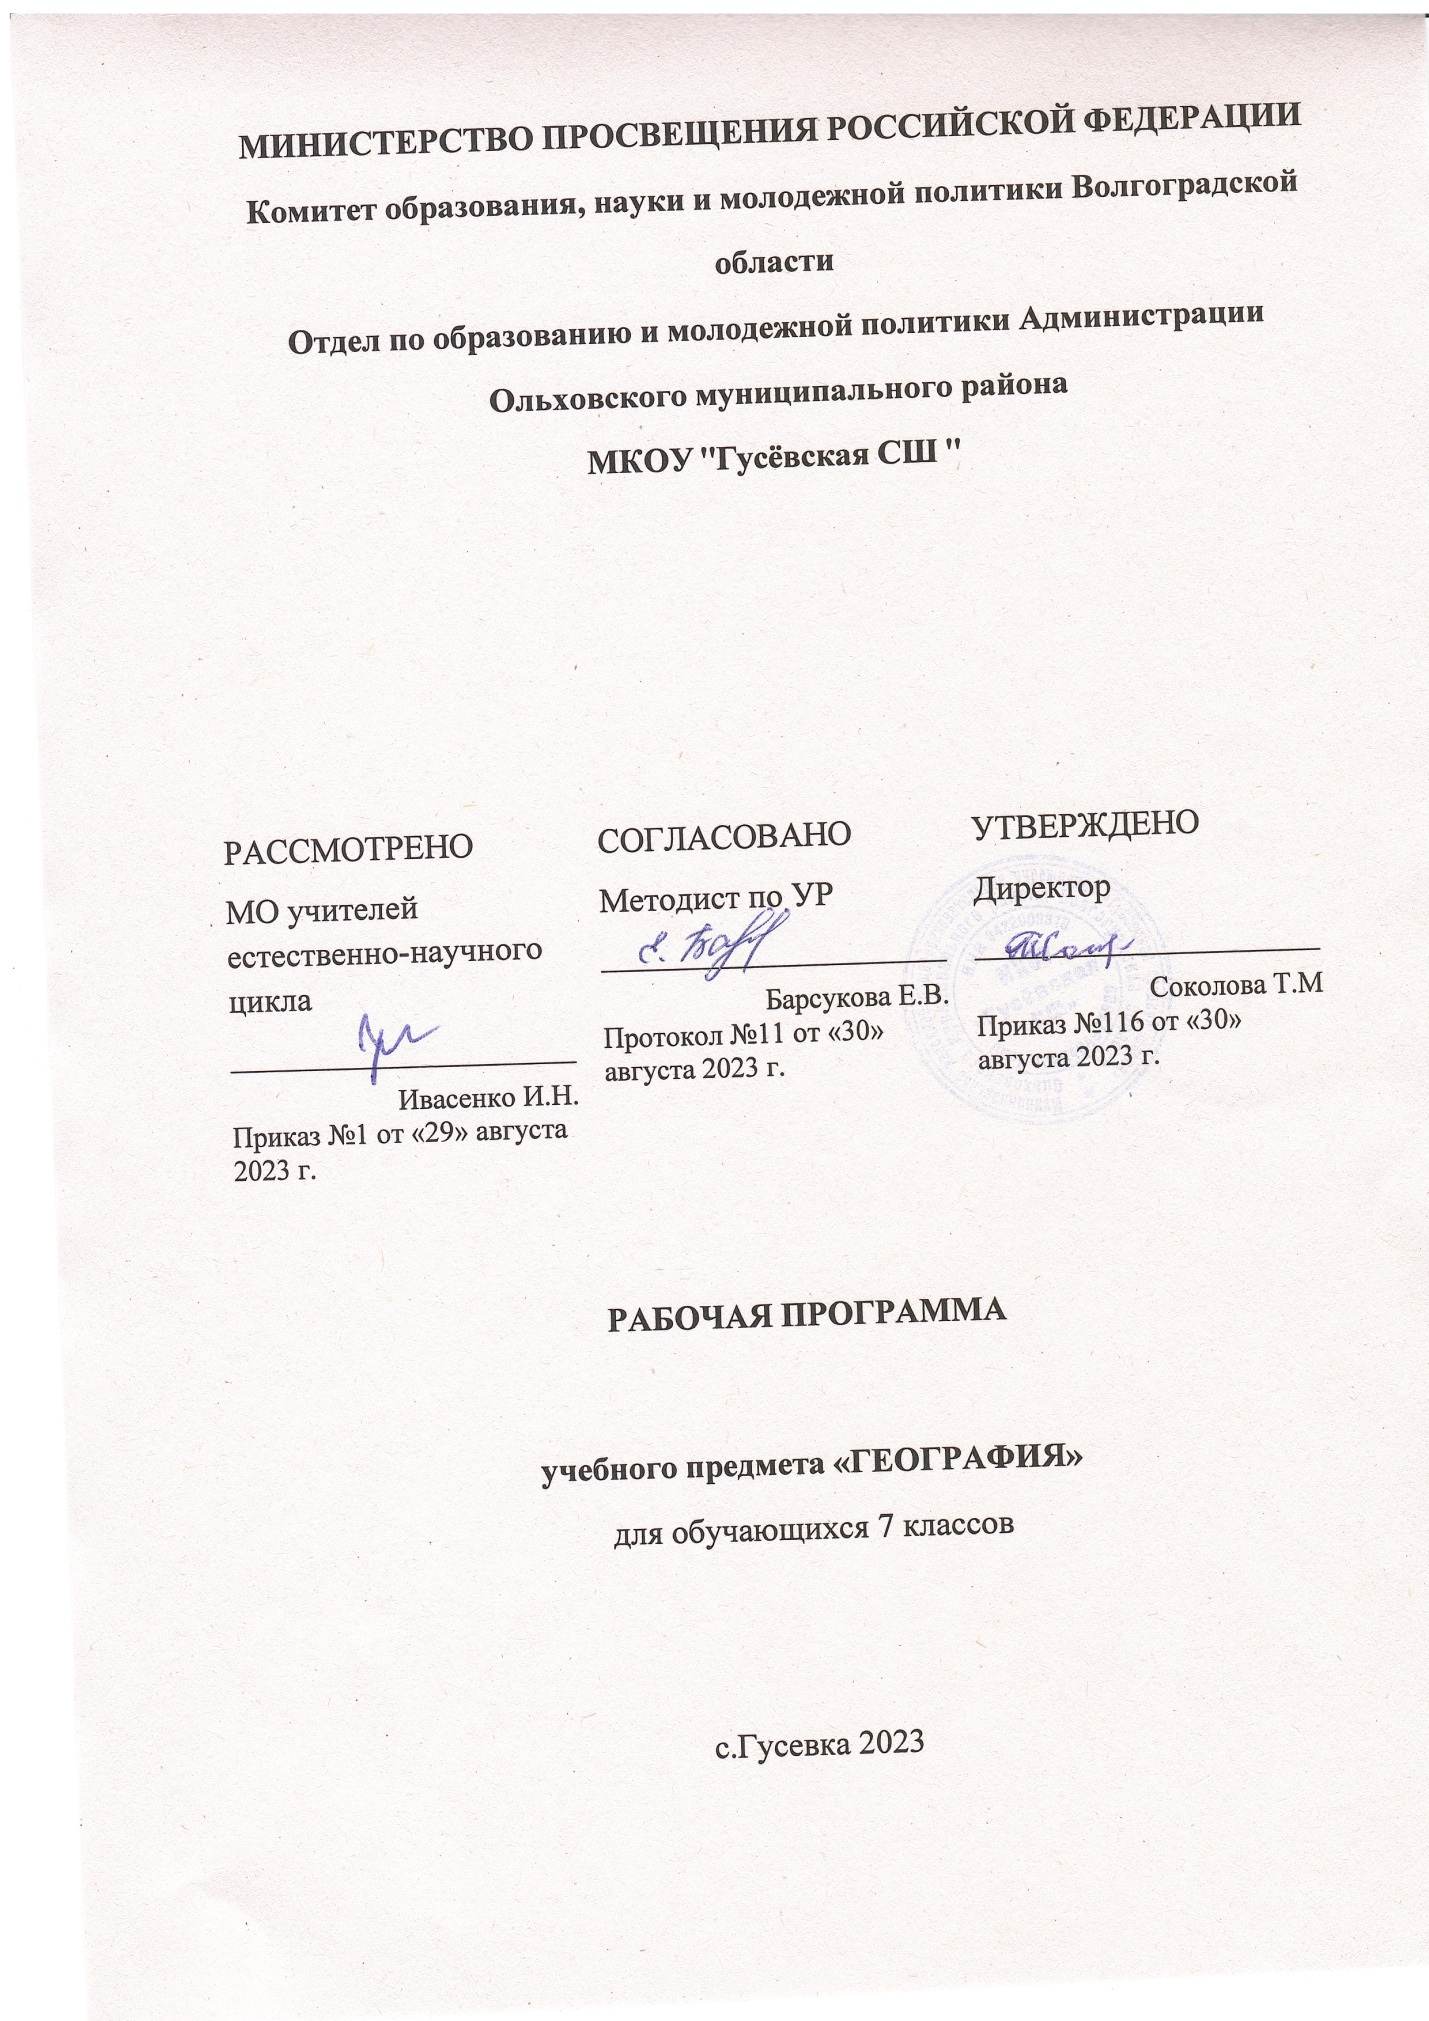 МИНИСТЕРСТВО ПРОСВЕЩЕНИЯ РОССИЙСКОЙ ФЕДЕРАЦИИ
Комитет образования, науки и молодежной политики Волгоградской
области
Отдел по образованию и молодежной политики Администрации
Ольховского муниципального района
МКОУ "Гусёвская СШ "
РАССМОТРЕНО
МО учителей
естественно-научного
цикла
Ивасенко И.Н.
Приказ №1 от «29» августа
2023 г.
СОГЛАСОВАНО
Методист по УР
Барсукова Е.В.
Протокол №11 от «30»
августа 2023 г.
УТВЕРЖДЕНО
Директор
Соколова Т.М
Приказ №116 от «30»
августа 2023 г.
РАБОЧАЯ ПРОГРАММА
учебного предмета «ГЕОГРАФИЯ»
для обучающихся 7 классов
с.Гусевка 2023